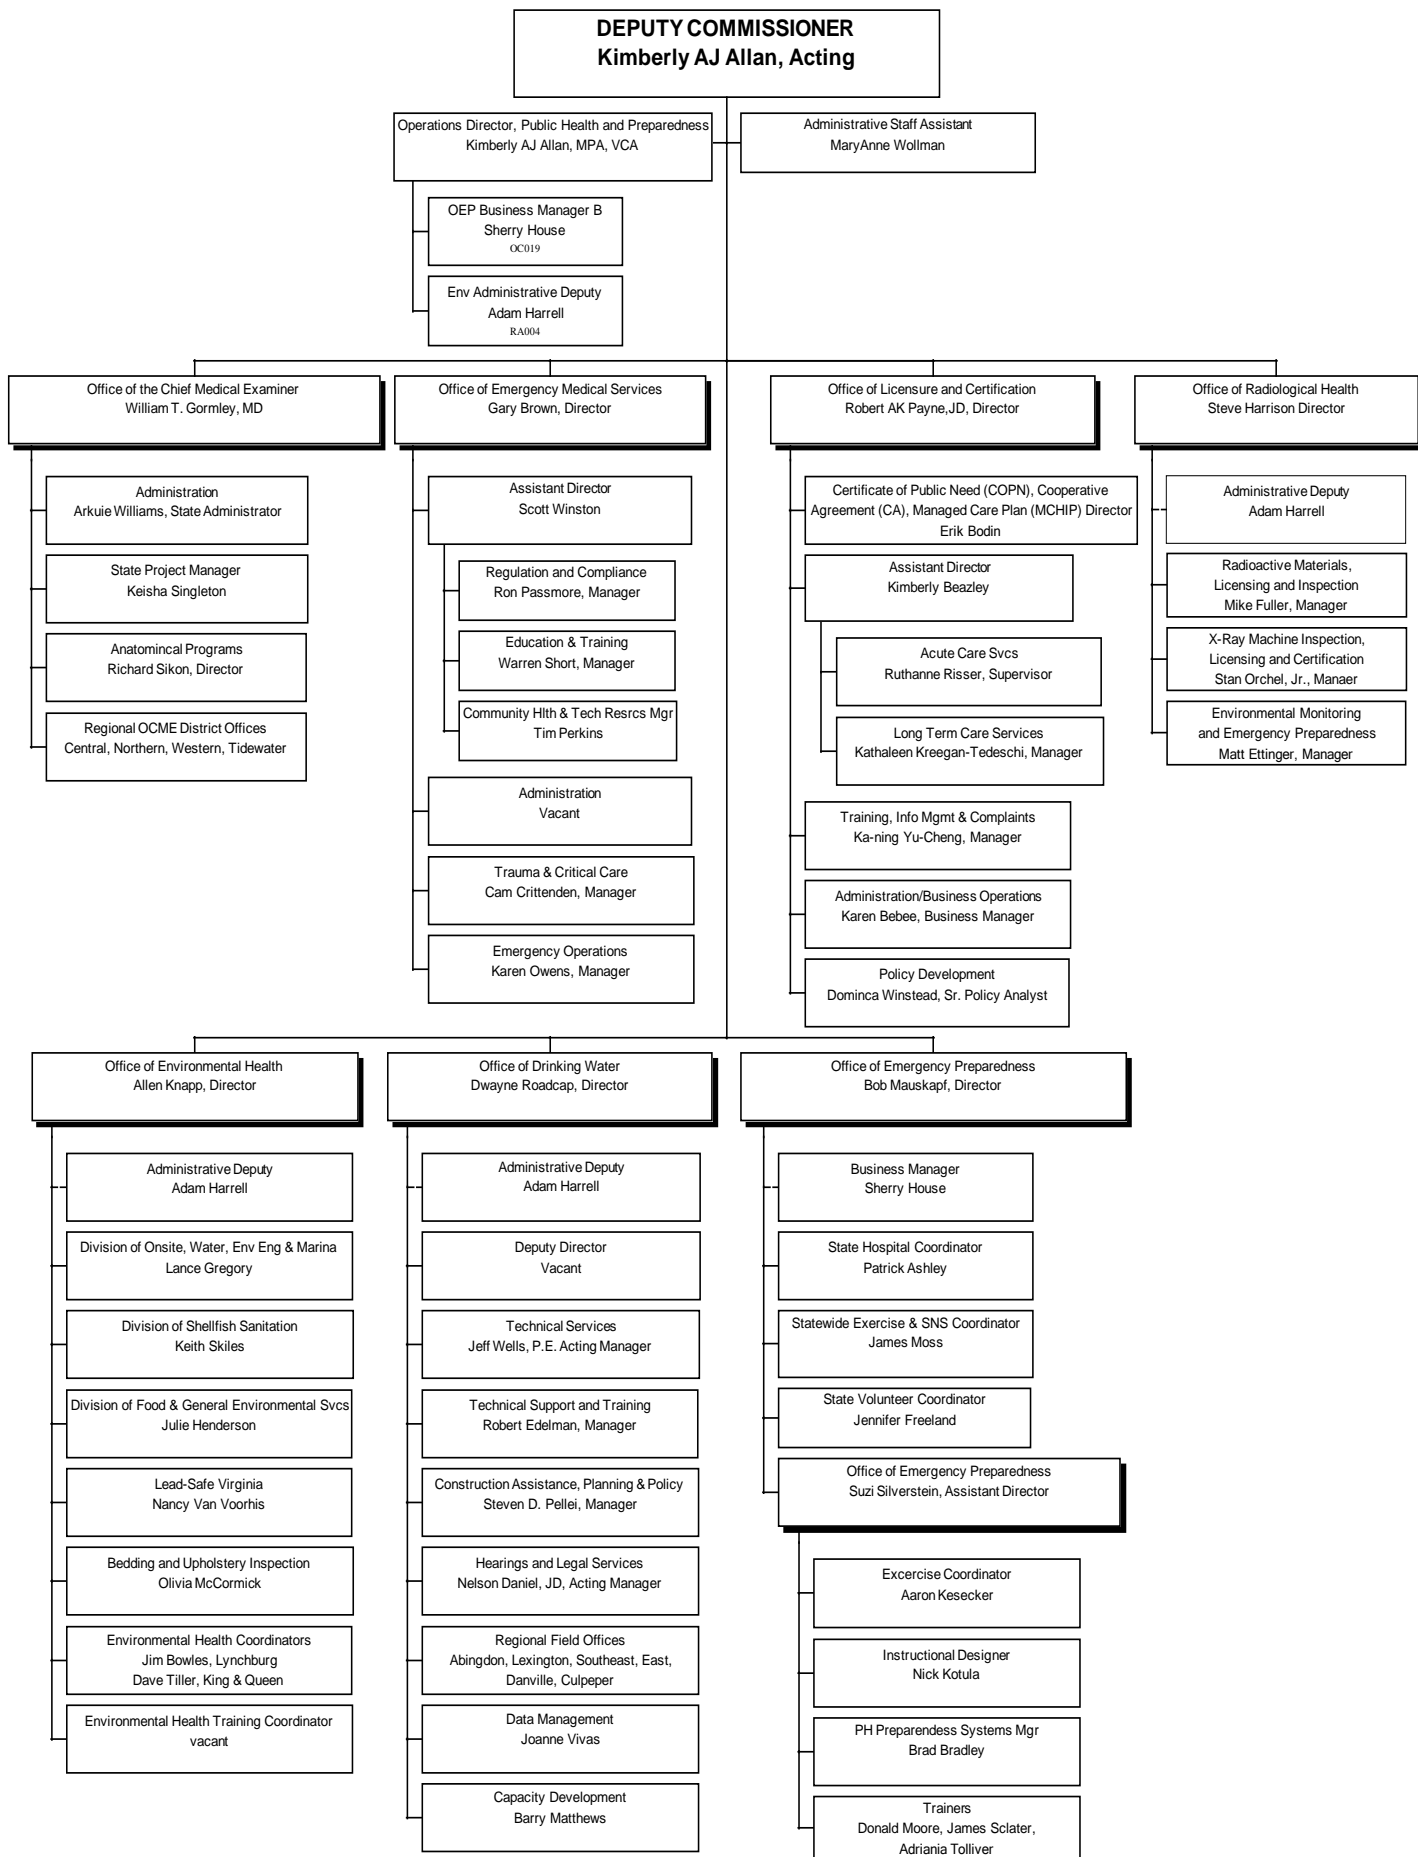 DEPUTY COMMISSIONER
Kimberly AJ Allan, Acting
Operations Director, Public Health and Preparedness
Kimberly AJ Allan, MPA, VCA
Administrative Staff Assistant
MaryAnne Wollman
OEP Business Manager B
Sherry House
OC019
Env Administrative Deputy
Adam Harrell
RA004
Office of the Chief Medical Examiner
William T. Gormley, MD
Administration
Arkuie Williams, State Administrator
State Project Manager
Keisha Singleton
Anatomincal Programs
Richard Sikon, Director
Regional OCME District Offices
Central, Northern, Western, Tidewater
Office of Emergency Medical Services
Gary Brown, Director
Assistant Director
Scott Winston
Regulation and Compliance
Ron Passmore, Manager
Education & Training
Warren Short, Manager
Community Hlth & Tech Resrcs Mgr
Tim Perkins
Administration
Vacant
Trauma & Critical Care
Cam Crittenden, Manager
Emergency Operations
Karen Owens, Manager
Office of Licensure and Certification
Robert AK Payne,JD, Director
Certificate of Public Need (COPN), Cooperative
Agreement (CA), Managed Care Plan (MCHIP) Director
Erik Bodin
Assistant Director
Kimberly Beazley
Acute Care Svcs
Ruthanne Risser, Supervisor
Long Term Care Services
Kathaleen Kreegan-Tedeschi, Manager
Training, Info Mgmt & Complaints
Ka-ning Yu-Cheng, Manager
Administration/Business Operations
Karen Bebee, Business Manager
Policy Development
Dominca Winstead, Sr. Policy Analyst
Office of Radiological Health
Steve Harrison Director
Administrative Deputy
Adam Harrell
Radioactive Materials,
Licensing and Inspection
Mike Fuller, Manager
X-Ray Machine Inspection,
Licensing and Certification
Stan Orchel, Jr., Manaer
Environmental Monitoring
and Emergency Preparedness
Matt Ettinger, Manager
Office of Environmental Health
Allen Knapp, Director
Administrative Deputy
Adam Harrell
Division of Onsite, Water, Env Eng & Marina
Lance Gregory
Division of Shellfish Sanitation
Keith Skiles
Division of Food & General Environmental Svcs
Julie Henderson
Lead-Safe Virginia
Nancy Van Voorhis
Bedding and Upholstery Inspection
Olivia McCormick
Environmental Health Coordinators
Jim Bowles, Lynchburg
Dave Tiller, King & Queen
Environmental Health Training Coordinator
vacant
Office of Drinking Water
Dwayne Roadcap, Director
Administrative Deputy
Adam Harrell
Deputy Director
Vacant
Technical Services
Jeff Wells, P.E. Acting Manager
Technical Support and Training
Robert Edelman, Manager
Construction Assistance, Planning & Policy
Steven D. Pellei, Manager
Hearings and Legal Services
Nelson Daniel, JD, Acting Manager
Regional Field Offices
Abingdon, Lexington, Southeast, East,
Danville, Culpeper
Data Management
Joanne Vivas
Capacity Development
Barry Matthews
Office of Emergency Preparedness
Bob Mauskapf, Director
Business Manager
Sherry House
State Hospital Coordinator
Patrick Ashley
Statewide Exercise & SNS Coordinator
James Moss
State Volunteer Coordinator
Jennifer Freeland
Office of Emergency Preparedness
Suzi Silverstein, Assistant Director
Excercise Coordinator
Aaron Kesecker
Instructional Designer
Nick Kotula
PH Preparendess Systems Mgr
Brad Bradley
Trainers
Donald Moore, James Sclater,
Adriania Tolliver